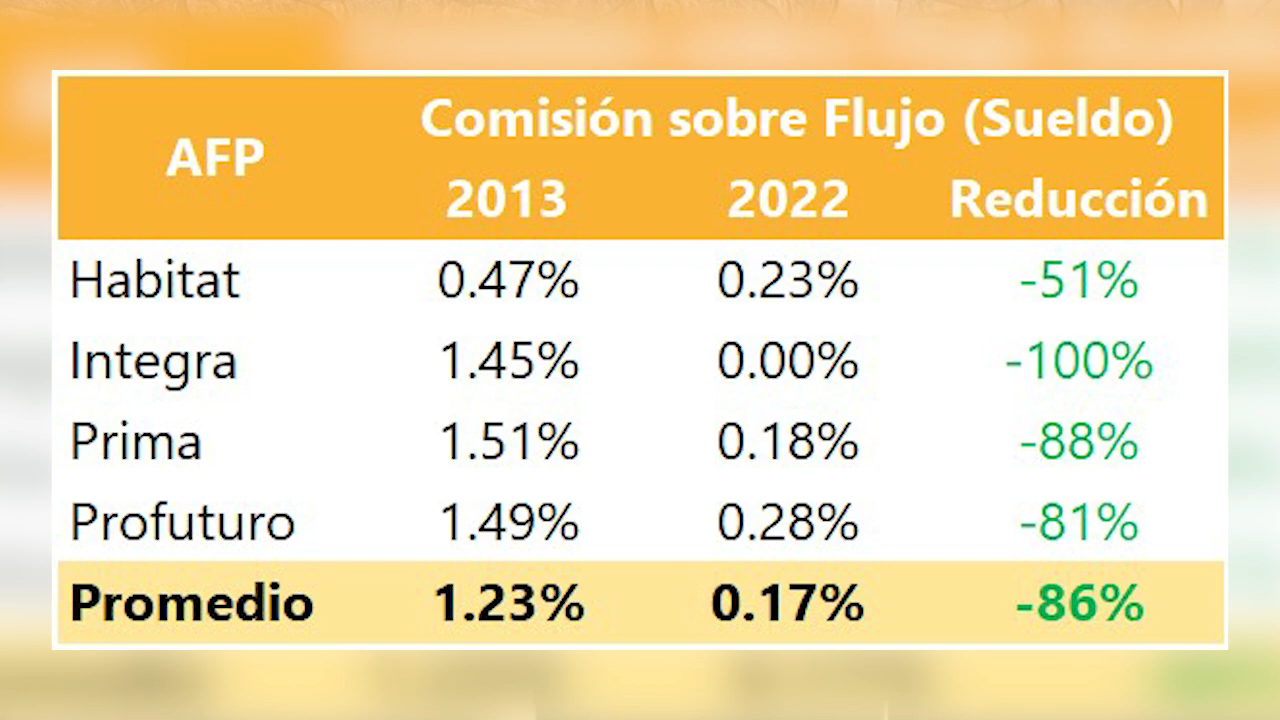 AFP Comisión sobre Flujo (Sueldo)
2013 2022 Reducción
Habitat 0.47% 0.23% -51%
Integra 1.45% 0.00% -100%
Prima 1.51% 0.18% -88%
Profuturo 1.49% 0.28% -81%
Promedio 1.23% 0.17% -86%